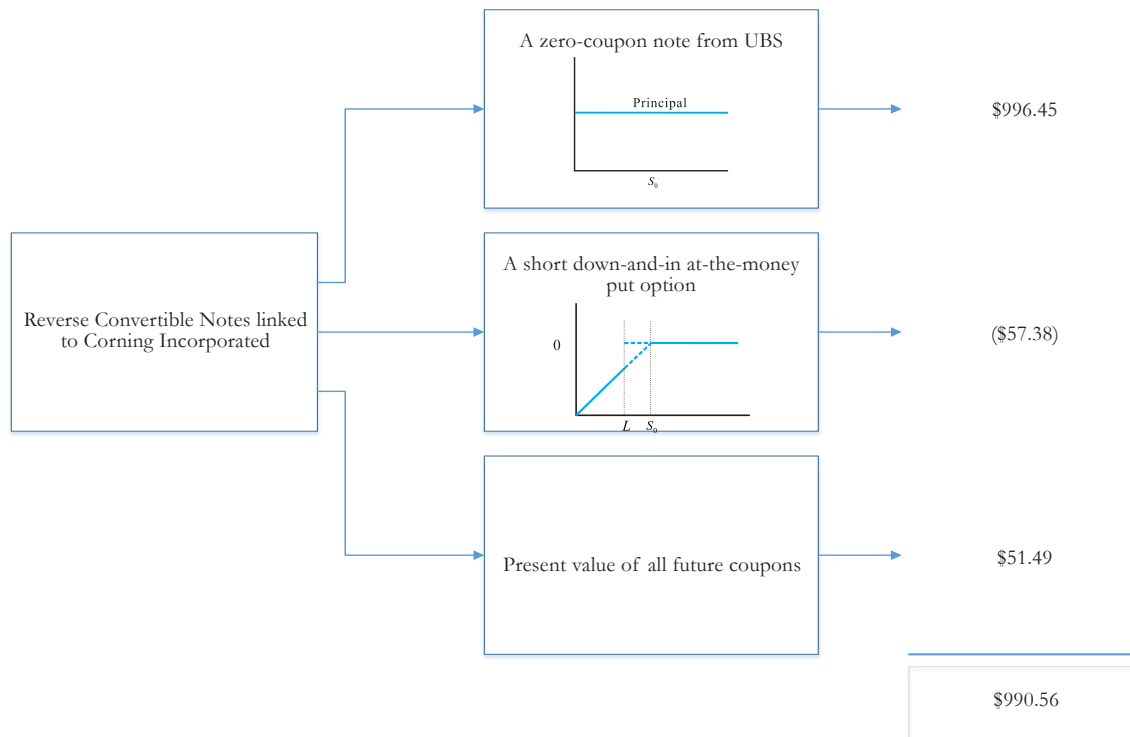 Reverse Convertible Notes linked
to Corning Incorporated
A zero-coupon note from UBS
Principal
S₀
$996.45
A short down-and-in at-the-money
put option
0
L S₀
($57.38)
Present value of all future coupons
$51.49
$990.56